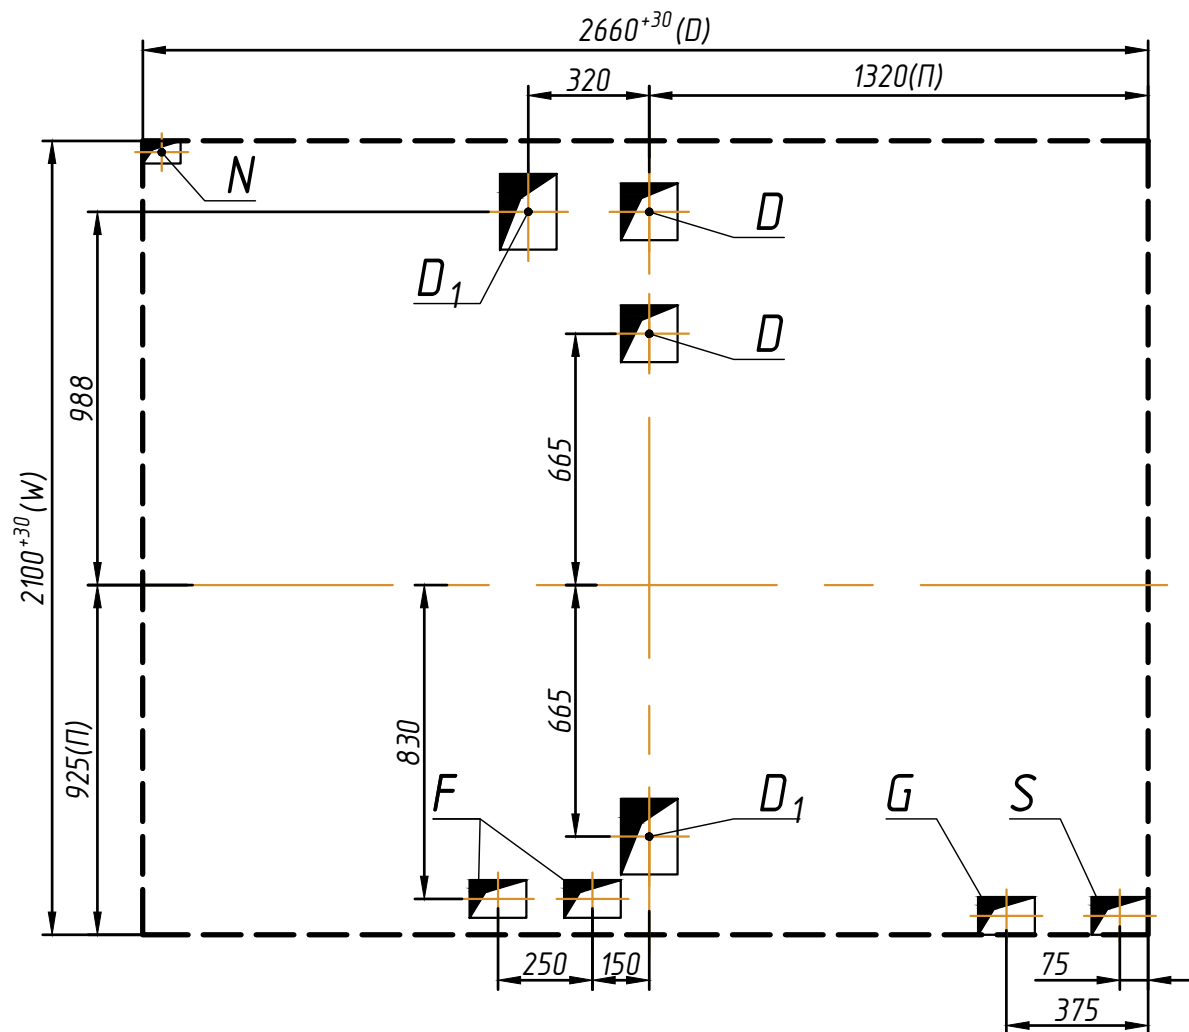 2660+30(D)
320
1320(П)
N
D
D1
D
988
665
2100+30(W)
925(П)
830
665
F
D1
G
S
250
150
75
375